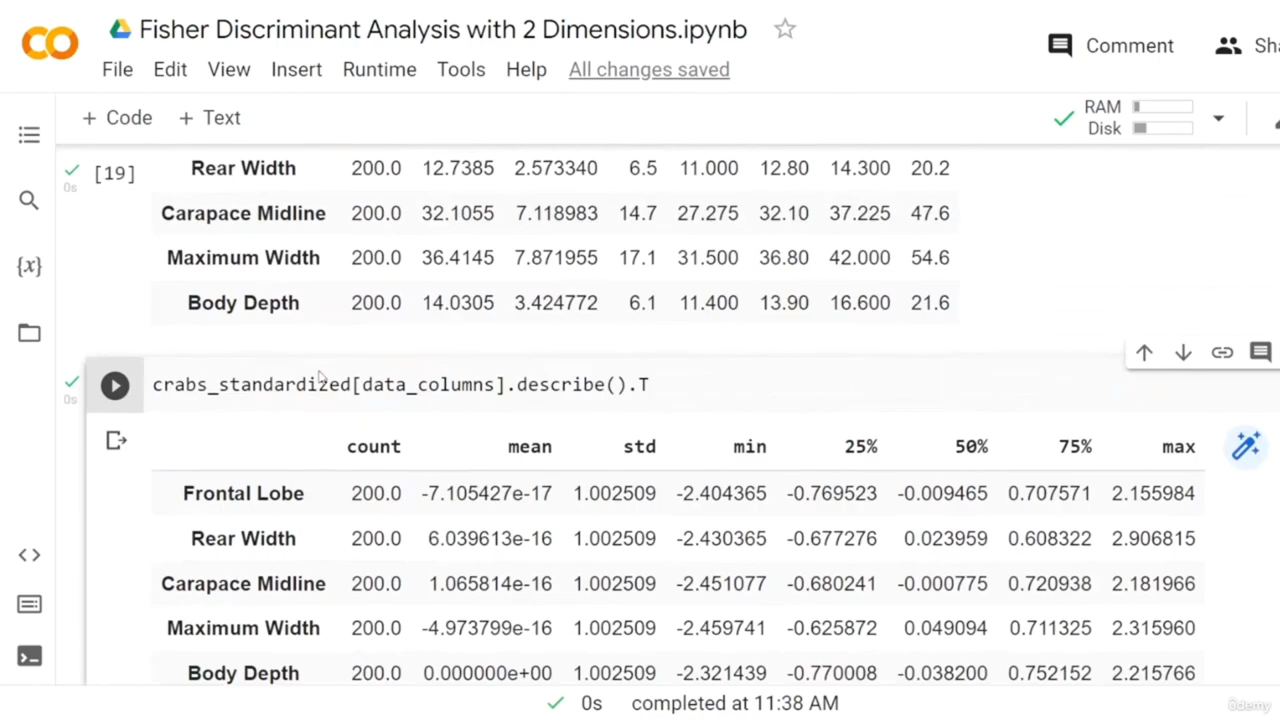 Fisher Discriminant Analysis with 2 Dimensions.ipynb
File Edit View Insert Runtime Tools Help All changes saved
Comment
Sha
+ Code + Text
RAM
Disk
[19]
0s
Rear Width 200.0 12.7385 2.573340 6.5 11.000 12.80 14.300 20.2
Carapace Midline 200.0 32.1055 7.118983 14.7 27.275 32.10 37.225 47.6
Maximum Width 200.0 36.4145 7.871955 17.1 31.500 36.80 42.000 54.6
Body Depth 200.0 14.0305 3.424772 6.1 11.400 13.90 16.600 21.6
0s
crabs_standardized[data_columns].describe().T
count mean std min 25% 50% 75% max
Frontal Lobe 200.0 -7.105427e-17 1.002509 -2.404365 -0.769523 -0.009465 0.707571 2.155984
Rear Width 200.0 6.039613e-16 1.002509 -2.430365 -0.677276 0.023959 0.608322 2.906815
Carapace Midline 200.0 1.065814e-16 1.002509 -2.451077 -0.680241 -0.000775 0.720938 2.181966
Maximum Width 200.0 -4.973799e-16 1.002509 -2.459741 -0.625872 0.049094 0.711325 2.315960
Body Depth 200.0 0.000000e+00 1.002509 -2.321439 -0.770008 -0.038200 0.752152 2.215766
0s completed at 11:38 AM
ûdemy